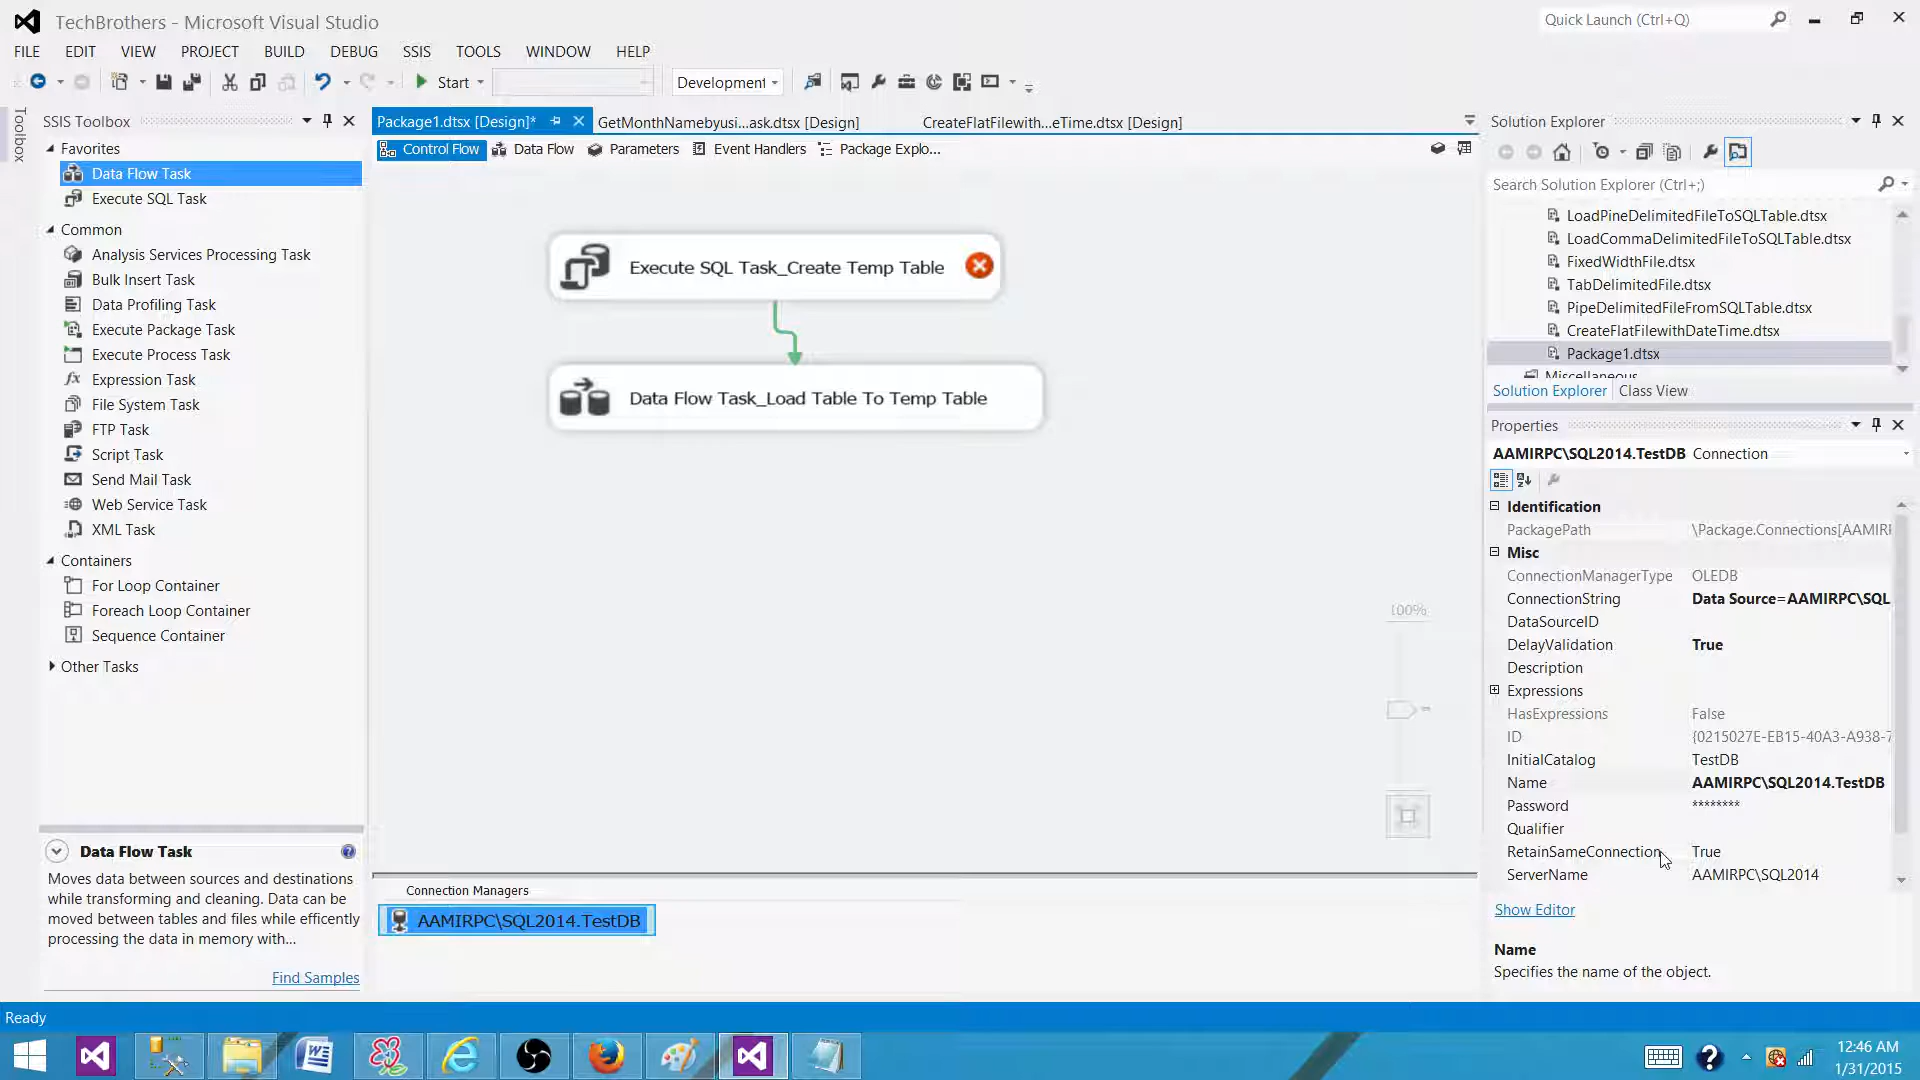 TechBrothers - Microsoft Visual Studio
Quick Launch (Ctrl+Q)
FILE EDIT VIEW PROJECT BUILD DEBUG SSIS TOOLS WINDOW HELP
Start
Development
Toolbox
SSIS Toolbox
Favorites
Data Flow Task
Execute SQL Task
Common
Analysis Services Processing Task
Bulk Insert Task
Data Profiling Task
Execute Package Task
Execute Process Task
Expression Task
File System Task
FTP Task
Script Task
Send Mail Task
Web Service Task
XML Task
Containers
For Loop Container
Foreach Loop Container
Sequence Container
Other Tasks
Data Flow Task
Moves data between sources and destinations
while transforming and cleaning. Data can be
moved between tables and files while efficently
processing the data in memory with...
Find Samples
Package1.dtsx [Design]* GetMonthNamebyusi...ask.dtsx [Design] CreateFlatFilewith...eTime.dtsx [Design]
Control Flow Data Flow Parameters Event Handlers Package Explo...
Execute SQL Task_Create Temp Table
Data Flow Task_Load Table To Temp Table
100%
Connection Managers
AAMIRPC\SQL2014.TestDB
Solution Explorer
Search Solution Explorer (Ctrl+;)
LoadPineDelimitedFileToSQLTable.dtsx
LoadCommaDelimitedFileToSQLTable.dtsx
FixedWidthFile.dtsx
TabDelimitedFile.dtsx
PipeDelimitedFileFromSQLTable.dtsx
CreateFlatFilewithDateTime.dtsx
Package1.dtsx
Miscellaneous
Solution Explorer Class View
Properties
AAMIRPC\SQL2014.TestDB Connection
Identification
PackagePath \Package.Connections[AAMIRI
Misc
ConnectionManagerType OLEDB
ConnectionString Data Source=AAMIRPC\SQL
DataSourceID
DelayValidation True
Description
Expressions
HasExpressions False
ID {0215027E-EB15-40A3-A938-7
InitialCatalog TestDB
Name AAMIRPC\SQL2014.TestDB
Password ********
Qualifier
RetainSameConnection True
ServerName AAMIRPC\SQL2014
Show Editor
Name
Specifies the name of the object.
Ready
12:46 AM
1/31/2015